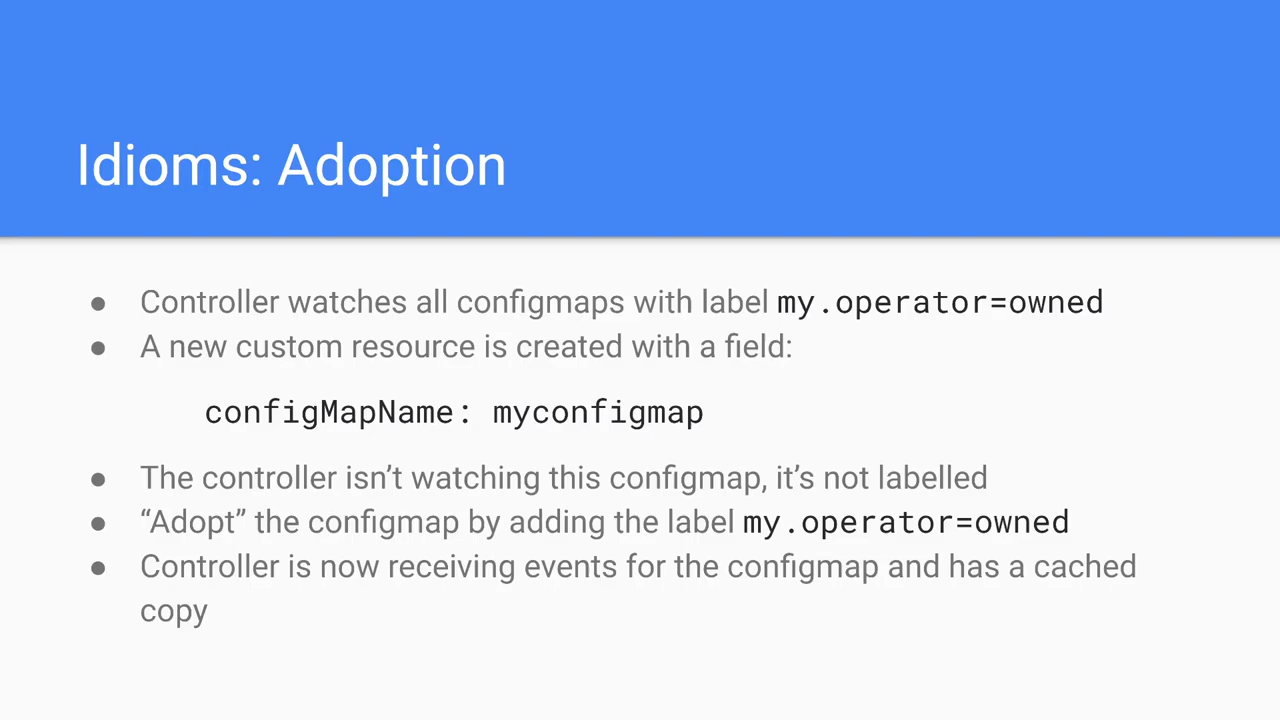 Idioms: Adoption
● Controller watches all configmaps with label my.operator=owned
● A new custom resource is created with a field:
configMapName: myconfigmap
● The controller isn’t watching this configmap, it’s not labelled
● “Adopt” the configmap by adding the label my.operator=owned
● Controller is now receiving events for the configmap and has a cached
copy